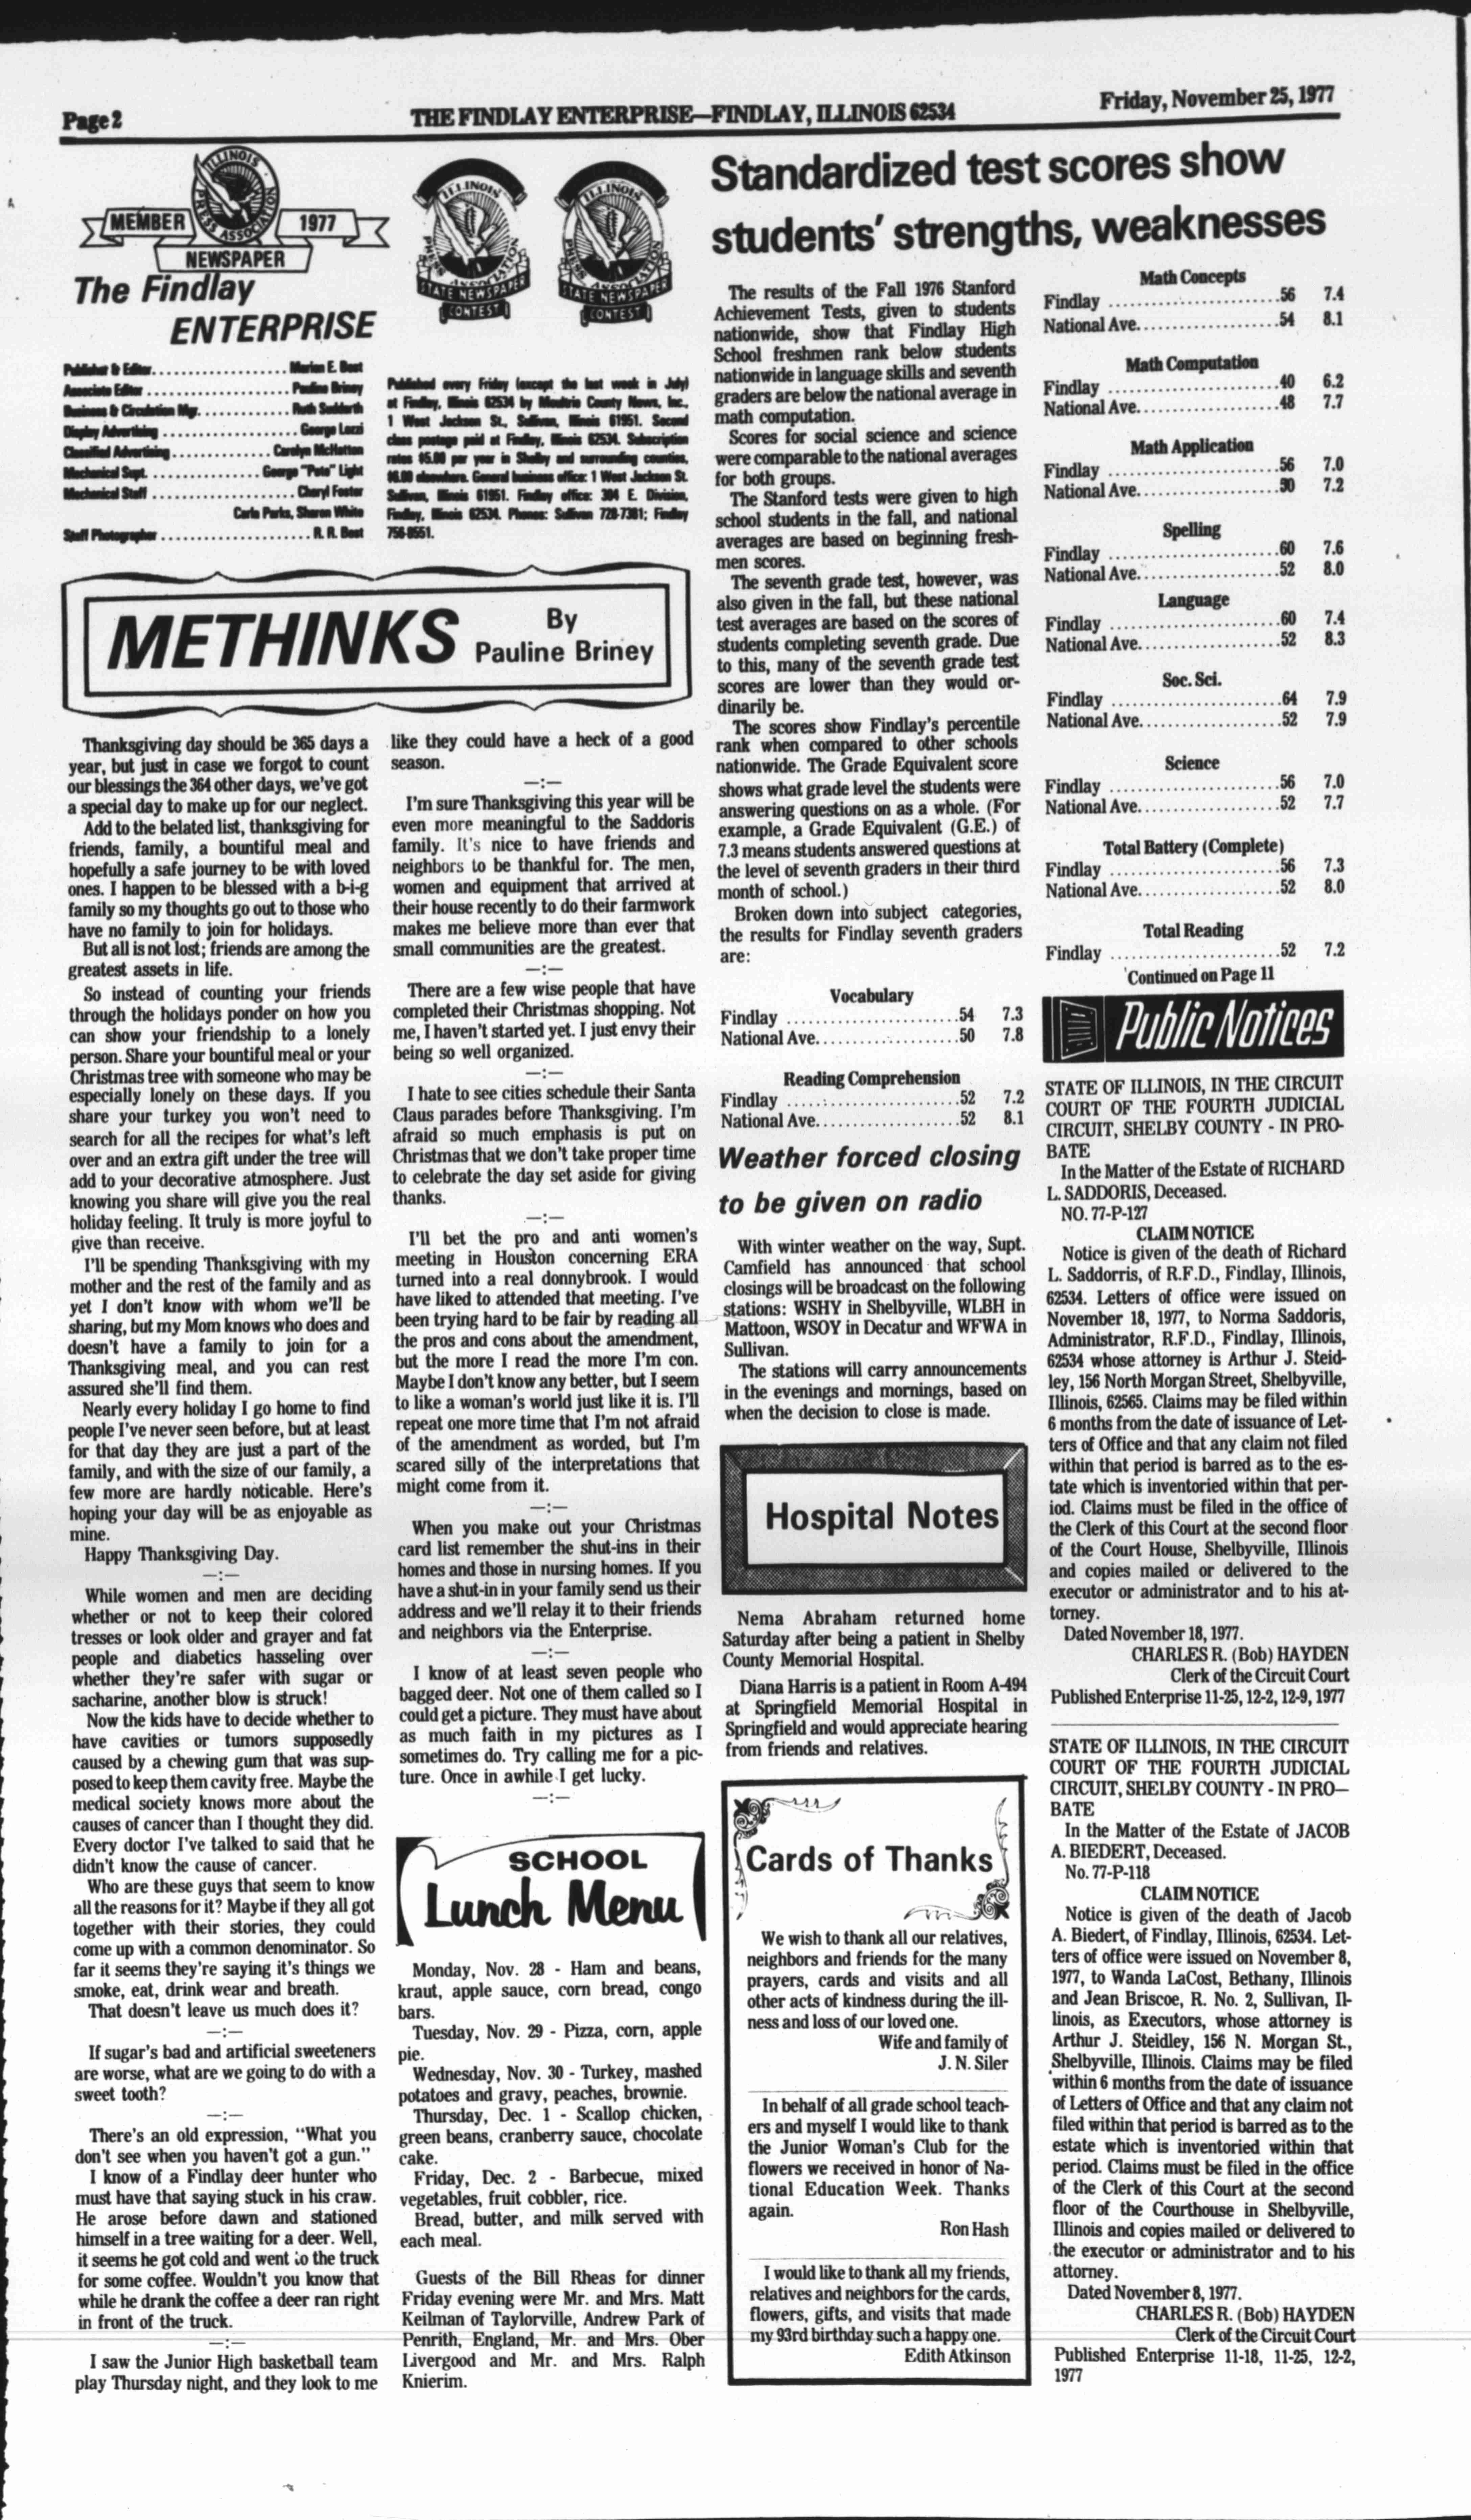 Page 2
THE FINDLAY ENTERPRISE—FINDLAY, ILLINOIS 62534
Friday, November 25, 1977
ILLINOIS
PRESS ASSOCIATION
MEMBER
1977
NEWSPAPER
The Findlay
ENTERPRISE
Publisher & Editor.................Marion E. Best
Associate Editor.................Pauline Briney
Business & Circulation Mgr............Ruth Suddarth
Display Advertising.................George Lozzi
Classified Advertising............Carolyn McHatton
Mechanical Supt.............George "Pete" Light
Mechanical Staff.................Cheryl Foster
Carla Parks, Sharon White
Staff Photographer...................R. R. Best
ILLINOIS
PRESS ASSOCIATION
STATE NEWSPAPER
CONTEST
ILLINOIS
PRESS ASSOCIATION
STATE NEWSPAPER
CONTEST
Published every Friday (except the last week in July)
at Findlay, Illinois 62534 by Moultrie County News, Inc.,
1 West Jackson St., Sullivan, Illinois 61951. Second
class postage paid at Findlay, Illinois 62534. Subscription
rates $5.00 per year in Shelby and surrounding counties,
$6.00 elsewhere. General business office: 1 West Jackson St.
Sullivan, Illinois 61951. Findlay office: 304 E. Division,
Findlay, Illinois 62534. Phones: Sullivan 728-7381; Findlay
756-8551.
METHINKS
By
Pauline Briney
Thanksgiving day should be 365 days a
year, but just in case we forgot to count
our blessings the 364 other days, we've got
a special day to make up for our neglect.
Add to the belated list, thanksgiving for
friends, family, a bountiful meal and
hopefully a safe journey to be with loved
ones. I happen to be blessed with a b-i-g
family so my thoughts go out to those who
have no family to join for holidays.
But all is not lost; friends are among the
greatest assets in life.
So instead of counting your friends
through the holidays ponder on how you
can show your friendship to a lonely
person. Share your bountiful meal or your
Christmas tree with someone who may be
especially lonely on these days. If you
share your turkey you won't need to
search for all the recipes for what's left
over and an extra gift under the tree will
add to your decorative atmosphere. Just
knowing you share will give you the real
holiday feeling. It truly is more joyful to
give than receive.
I'll be spending Thanksgiving with my
mother and the rest of the family and as
yet I don't know with whom we'll be
sharing, but my Mom knows who does and
doesn't have a family to join for a
Thanksgiving meal, and you can rest
assured she'll find them.
Nearly every holiday I go home to find
people I've never seen before, but at least
for that day they are just a part of the
family, and with the size of our family, a
few more are hardly noticable. Here's
hoping your day will be as enjoyable as
mine.
Happy Thanksgiving Day.
—:—
While women and men are deciding
whether or not to keep their colored
tresses or look older and grayer and fat
people and diabetics hasseling over
whether they're safer with sugar or
sacharine, another blow is struck!
Now the kids have to decide whether to
have cavities or tumors supposedly
caused by a chewing gum that was sup-
posed to keep them cavity free. Maybe the
medical society knows more about the
causes of cancer than I thought they did.
Every doctor I've talked to said that he
didn't know the cause of cancer.
Who are these guys that seem to know
all the reasons for it? Maybe if they all got
together with their stories, they could
come up with a common denominator. So
far it seems they're saying it's things we
smoke, eat, drink wear and breath.
That doesn't leave us much does it?
—:—
If sugar's bad and artificial sweeteners
are worse, what are we going to do with a
sweet tooth?
—:—
There's an old expression, "What you
don't see when you haven't got a gun."
I know of a Findlay deer hunter who
must have that saying stuck in his craw.
He arose before dawn and stationed
himself in a tree waiting for a deer. Well,
it seems he got cold and went to the truck
for some coffee. Wouldn't you know that
while he drank the coffee a deer ran right
in front of the truck.
—:—
I saw the Junior High basketball team
play Thursday night, and they look to me
like they could have a heck of a good
season.
—:—
I'm sure Thanksgiving this year will be
even more meaningful to the Saddoris
family. It's nice to have friends and
neighbors to be thankful for. The men,
women and equipment that arrived at
their house recently to do their farmwork
makes me believe more than ever that
small communities are the greatest.
—:—
There are a few wise people that have
completed their Christmas shopping. Not
me, I haven't started yet. I just envy their
being so well organized.
—:—
I hate to see cities schedule their Santa
Claus parades before Thanksgiving. I'm
afraid so much emphasis is put on
Christmas that we don't take proper time
to celebrate the day set aside for giving
thanks.
—:—
I'll bet the pro and anti women's
meeting in Houston concerning ERA
turned into a real donnybrook. I would
have liked to attended that meeting. I've
been trying hard to be fair by reading all
the pros and cons about the amendment,
but the more I read the more I'm con.
Maybe I don't know any better, but I seem
to like a woman's world just like it is. I'll
repeat one more time that I'm not afraid
of the amendment as worded, but I'm
scared silly of the interpretations that
might come from it.
—:—
When you make out your Christmas
card list remember the shut-ins in their
homes and those in nursing homes. If you
have a shut-in in your family send us their
address and we'll relay it to their friends
and neighbors via the Enterprise.
—:—
I know of at least seven people who
bagged deer. Not one of them called so I
could get a picture. They must have about
as much faith in my pictures as I
sometimes do. Try calling me for a pic-
ture. Once in awhile I get lucky.
—:—
SCHOOL
Lunch Menu
Monday, Nov. 28 - Ham and beans,
kraut, apple sauce, corn bread, congo
bars.
Tuesday, Nov. 29 - Pizza, corn, apple
pie.
Wednesday, Nov. 30 - Turkey, mashed
potatoes and gravy, peaches, brownie.
Thursday, Dec. 1 - Scallop chicken,
green beans, cranberry sauce, chocolate
cake.
Friday, Dec. 2 - Barbecue, mixed
vegetables, fruit cobbler, rice.
Bread, butter, and milk served with
each meal.
Guests of the Bill Rheas for dinner
Friday evening were Mr. and Mrs. Matt
Keilman of Taylorville, Andrew Park of
Penrith, England, Mr. and Mrs. Ober
Livergood and Mr. and Mrs. Ralph
Knierim.
Standardized test scores show
students' strengths, weaknesses
The results of the Fall 1976 Stanford
Achievement Tests, given to students
nationwide, show that Findlay High
School freshmen rank below students
nationwide in language skills and seventh
graders are below the national average in
math computation.
Scores for social science and science
were comparable to the national averages
for both groups.
The Stanford tests were given to high
school students in the fall, and national
averages are based on beginning fresh-
men scores.
The seventh grade test, however, was
also given in the fall, but these national
test averages are based on the scores of
students completing seventh grade. Due
to this, many of the seventh grade test
scores are lower than they would or-
dinarily be.
The scores show Findlay's percentile
rank when compared to other schools
nationwide. The Grade Equivalent score
shows what grade level the students were
answering questions on as a whole. (For
example, a Grade Equivalent (G.E.) of
7.3 means students answered questions at
the level of seventh graders in their third
month of school.)
Broken down into subject categories,
the results for Findlay seventh graders
are:
Vocabulary
Findlay.......................54 7.3
National Ave...................50 7.8
Reading Comprehension
Findlay.......................52 7.2
National Ave...................52 8.1
Math Concepts
Findlay.......................56 7.4
National Ave...................54 8.1
Math Computation
Findlay.......................40 6.2
National Ave...................48 7.7
Math Application
Findlay.......................56 7.0
National Ave...................30 7.2
Spelling
Findlay.......................60 7.6
National Ave...................52 8.0
Language
Findlay.......................60 7.4
National Ave...................52 8.3
Soc. Sci.
Findlay.......................64 7.9
National Ave...................52 7.9
Science
Findlay.......................56 7.0
National Ave...................52 7.7
Total Battery (Complete)
Findlay.......................56 7.3
National Ave...................52 8.0
Total Reading
Findlay.......................52 7.2
Continued on Page 11
Weather forced closing
to be given on radio
With winter weather on the way, Supt.
Camfield has announced that school
closings will be broadcast on the following
stations: WSHY in Shelbyville, WLBH in
Mattoon, WSOY in Decatur and WFWA in
Sullivan.
The stations will carry announcements
in the evenings and mornings, based on
when the decision to close is made.
Hospital Notes
Nema Abraham returned home
Saturday after being a patient in Shelby
County Memorial Hospital.
Diana Harris is a patient in Room A-494
at Springfield Memorial Hospital in
Springfield and would appreciate hearing
from friends and relatives.
Cards of Thanks
We wish to thank all our relatives,
neighbors and friends for the many
prayers, cards and visits and all
other acts of kindness during the ill-
ness and loss of our loved one.
Wife and family of
J. N. Siler
In behalf of all grade school teach-
ers and myself I would like to thank
the Junior Woman's Club for the
flowers we received in honor of Na-
tional Education Week. Thanks
again.
Ron Hash
I would like to thank all my friends,
relatives and neighbors for the cards,
flowers, gifts, and visits that made
my 93rd birthday such a happy one.
Edith Atkinson
Public Notices
STATE OF ILLINOIS, IN THE CIRCUIT
COURT OF THE FOURTH JUDICIAL
CIRCUIT, SHELBY COUNTY - IN PRO-
BATE
In the Matter of the Estate of RICHARD
L. SADDORIS, Deceased.
NO. 77-P-127
CLAIM NOTICE
Notice is given of the death of Richard
L. Saddorris, of R.F.D., Findlay, Illinois,
62534. Letters of office were issued on
November 18, 1977, to Norma Saddoris,
Administrator, R.F.D., Findlay, Illinois,
62534 whose attorney is Arthur J. Steid-
ley, 156 North Morgan Street, Shelbyville,
Illinois, 62565. Claims may be filed within
6 months from the date of issuance of Let-
ters of Office and that any claim not filed
within that period is barred as to the es-
tate which is inventoried within that per-
iod. Claims must be filed in the office of
the Clerk of this Court at the second floor
of the Court House, Shelbyville, Illinois
and copies mailed or delivered to the
executor or administrator and to his at-
torney.
Dated November 18, 1977.
CHARLES R. (Bob) HAYDEN
Clerk of the Circuit Court
Published Enterprise 11-25, 12-2, 12-9, 1977
STATE OF ILLINOIS, IN THE CIRCUIT
COURT OF THE FOURTH JUDICIAL
CIRCUIT, SHELBY COUNTY - IN PRO—
BATE
In the Matter of the Estate of JACOB
A. BIEDERT, Deceased.
No. 77-P-118
CLAIM NOTICE
Notice is given of the death of Jacob
A. Biedert, of Findlay, Illinois, 62534. Let-
ters of office were issued on November 8,
1977, to Wanda LaCost, Bethany, Illinois
and Jean Briscoe, R. No. 2, Sullivan, Il-
linois, as Executors, whose attorney is
Arthur J. Steidley, 156 N. Morgan St.,
Shelbyville, Illinois. Claims may be filed
within 6 months from the date of issuance
of Letters of Office and that any claim not
filed within that period is barred as to the
estate which is inventoried within that
period. Claims must be filed in the office
of the Clerk of this Court at the second
floor of the Courthouse in Shelbyville,
Illinois and copies mailed or delivered to
the executor or administrator and to his
attorney.
Dated November 8, 1977.
CHARLES R. (Bob) HAYDEN
Clerk of the Circuit Court
Published Enterprise 11-18, 11-25, 12-2,
1977